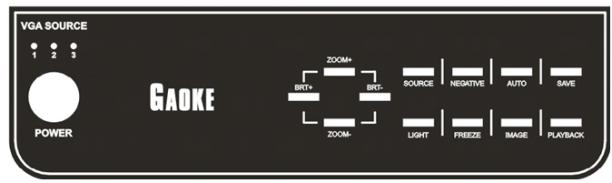 VGA SOURCE
1 2 3
POWER
GAOKE
ZOOM+
BRT+ BRT-
ZOOM-
SOURCE NEGATIVE AUTO SAVE
LIGHT FREEZE IMAGE PLAYBACK